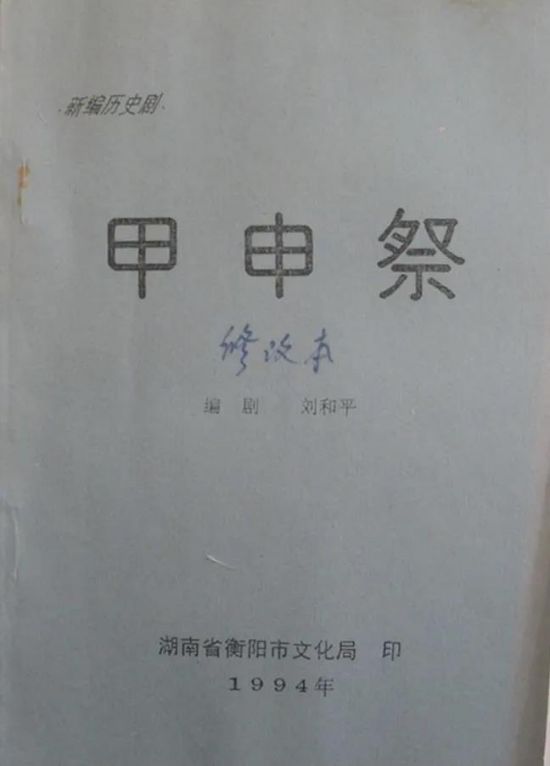 ·新编历史剧·
甲申祭
修改本
编 剧 刘和平
湖南省衡阳市文化局 印
1994年